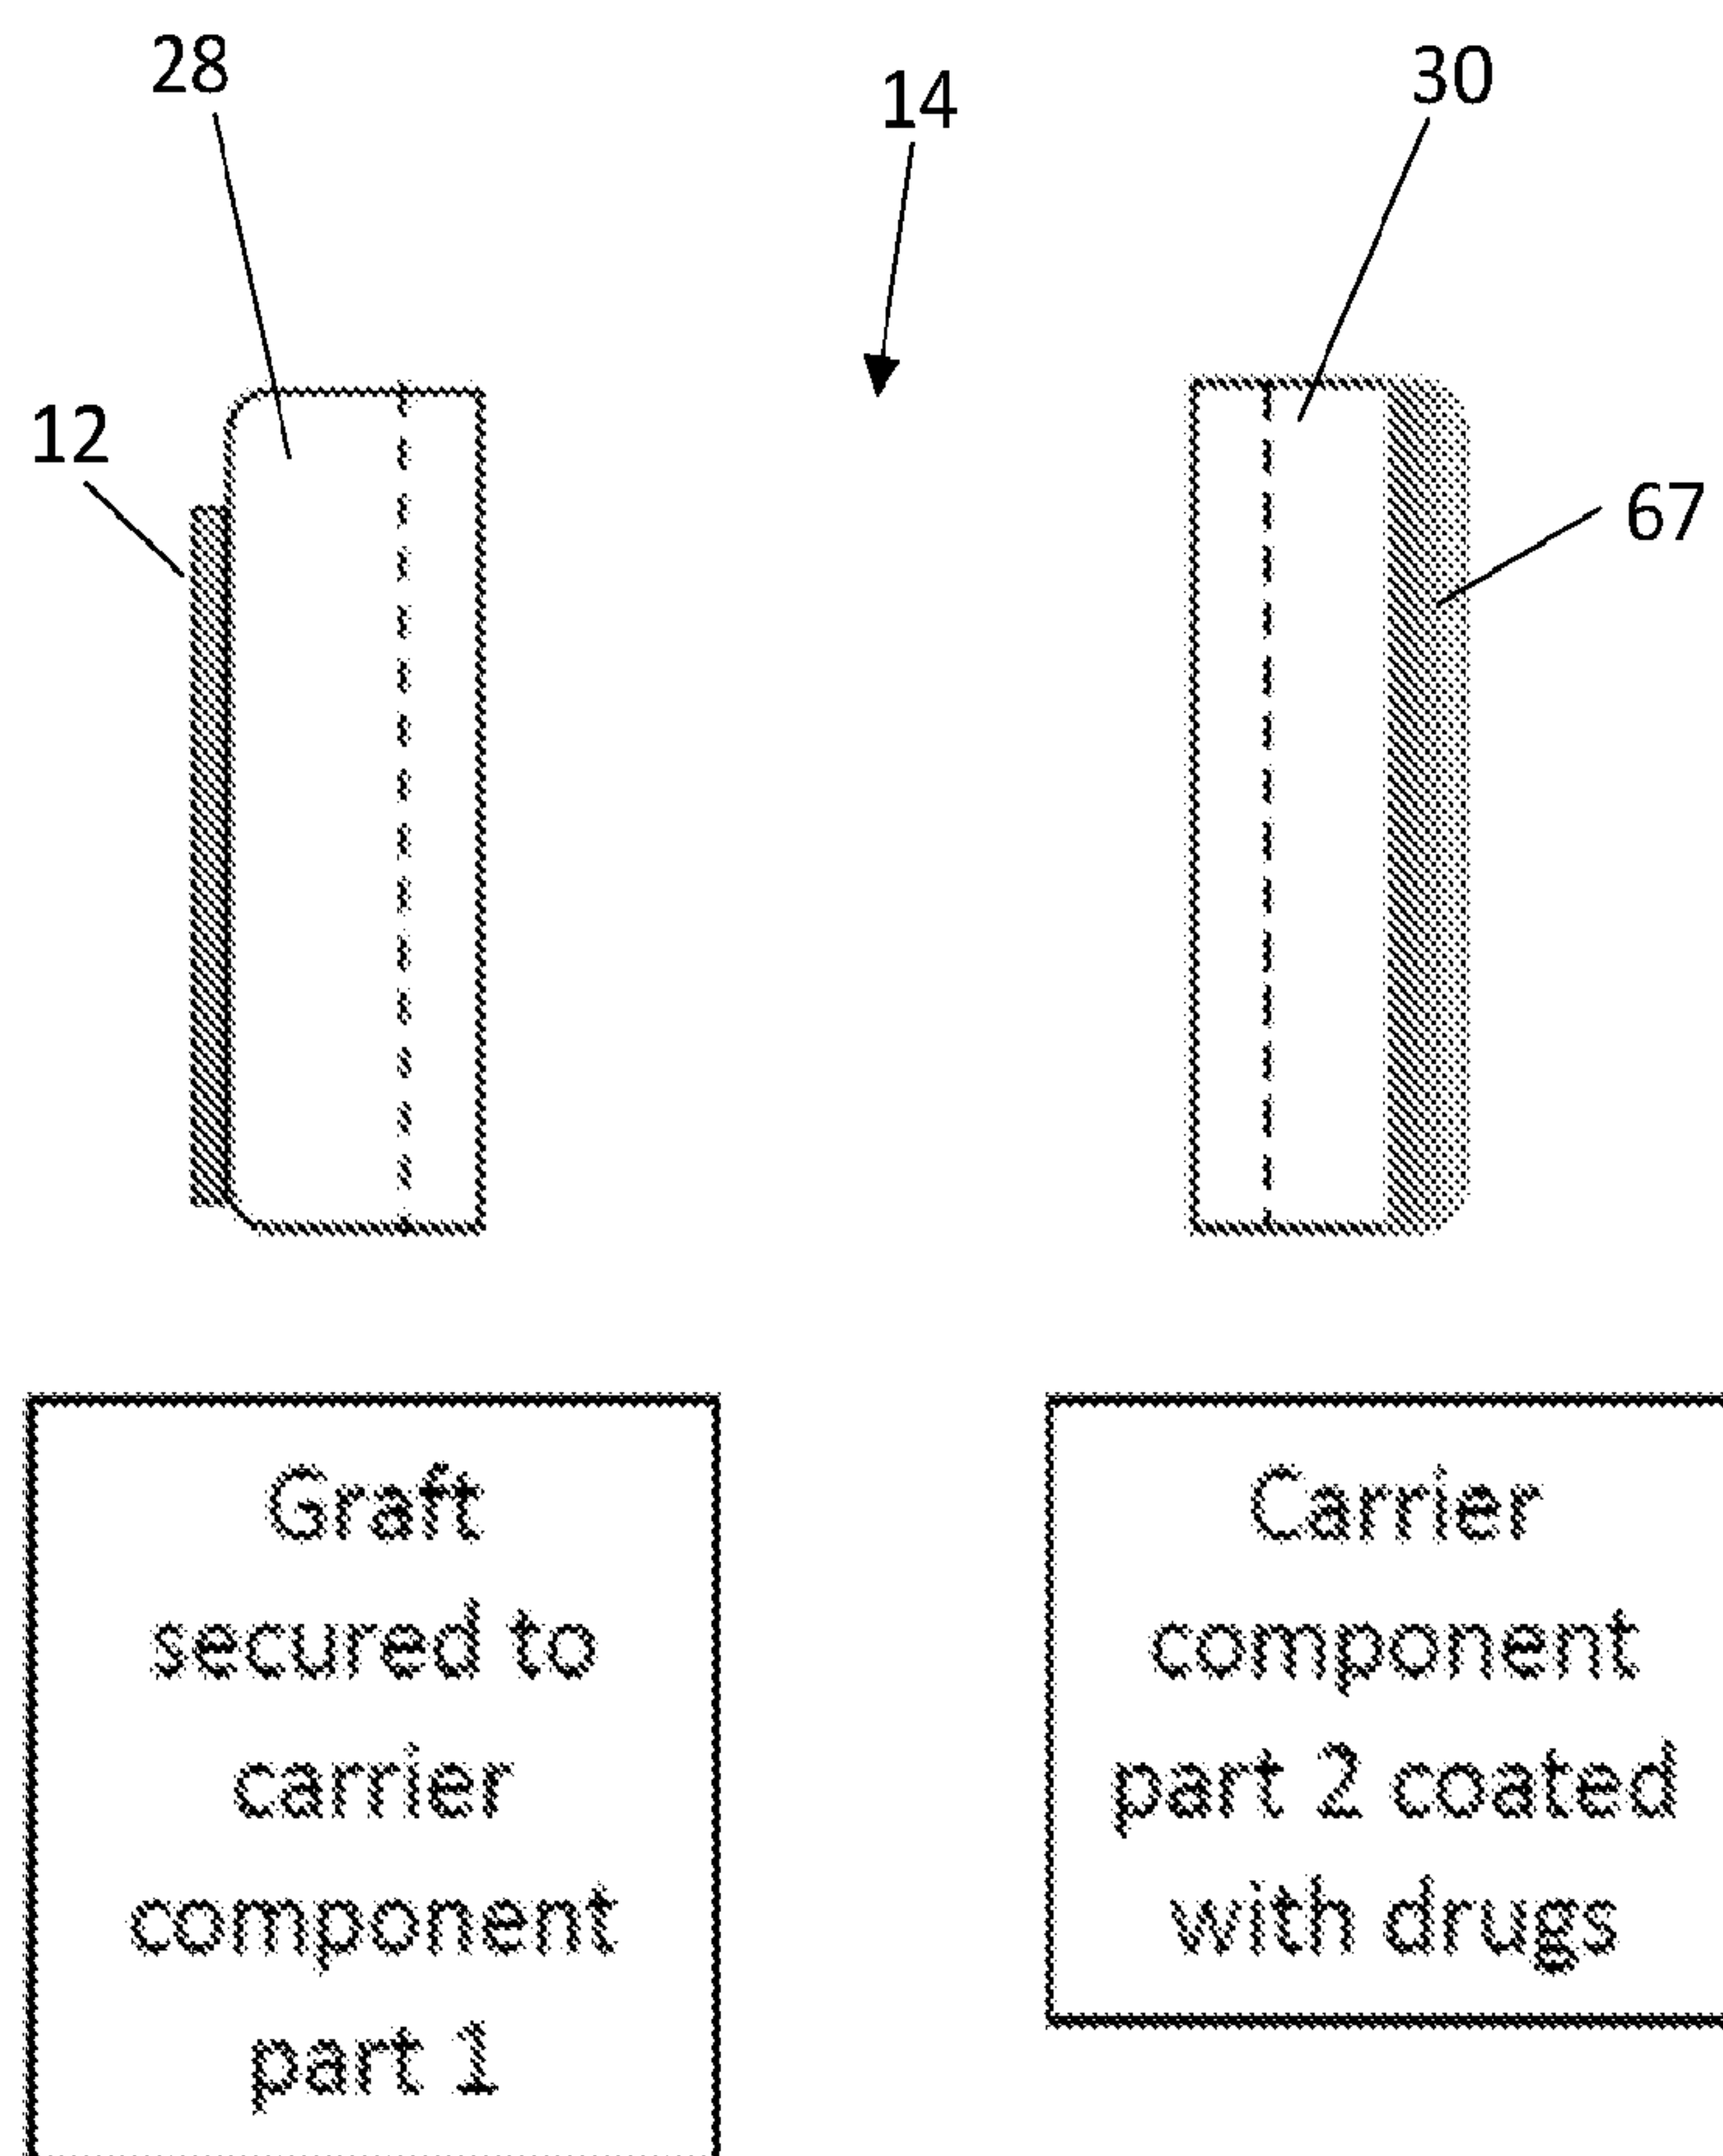 28
14
30
12
67
Graft
secured to
carrier
component
part 1
Carrier
component
part 2 coated
with drugs